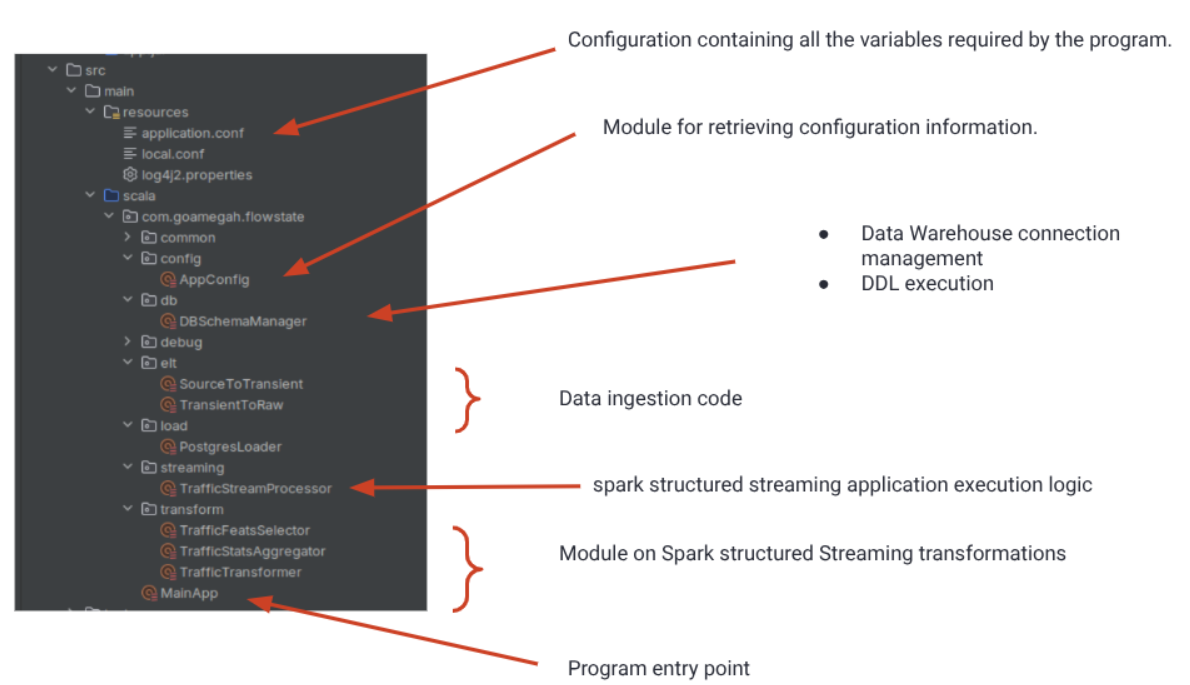 Configuration containing all the variables required by the program.
src
main
resources
application.conf
local.conf
log4j2.properties
scala
com.goamegah.flowstate
common
config
AppConfig
db
DBSchemaManager
debug
elt
SourceToTransient
TransientToRaw
load
PostgresLoader
streaming
TrafficStreamProcessor
transform
TrafficFeatsSelector
TrafficStatsAggregator
TrafficTransformer
MainApp
Module for retrieving configuration information.
● Data Warehouse connection
management
● DDL execution
Data ingestion code
spark structured streaming application execution logic
Module on Spark structured Streaming transformations
Program entry point